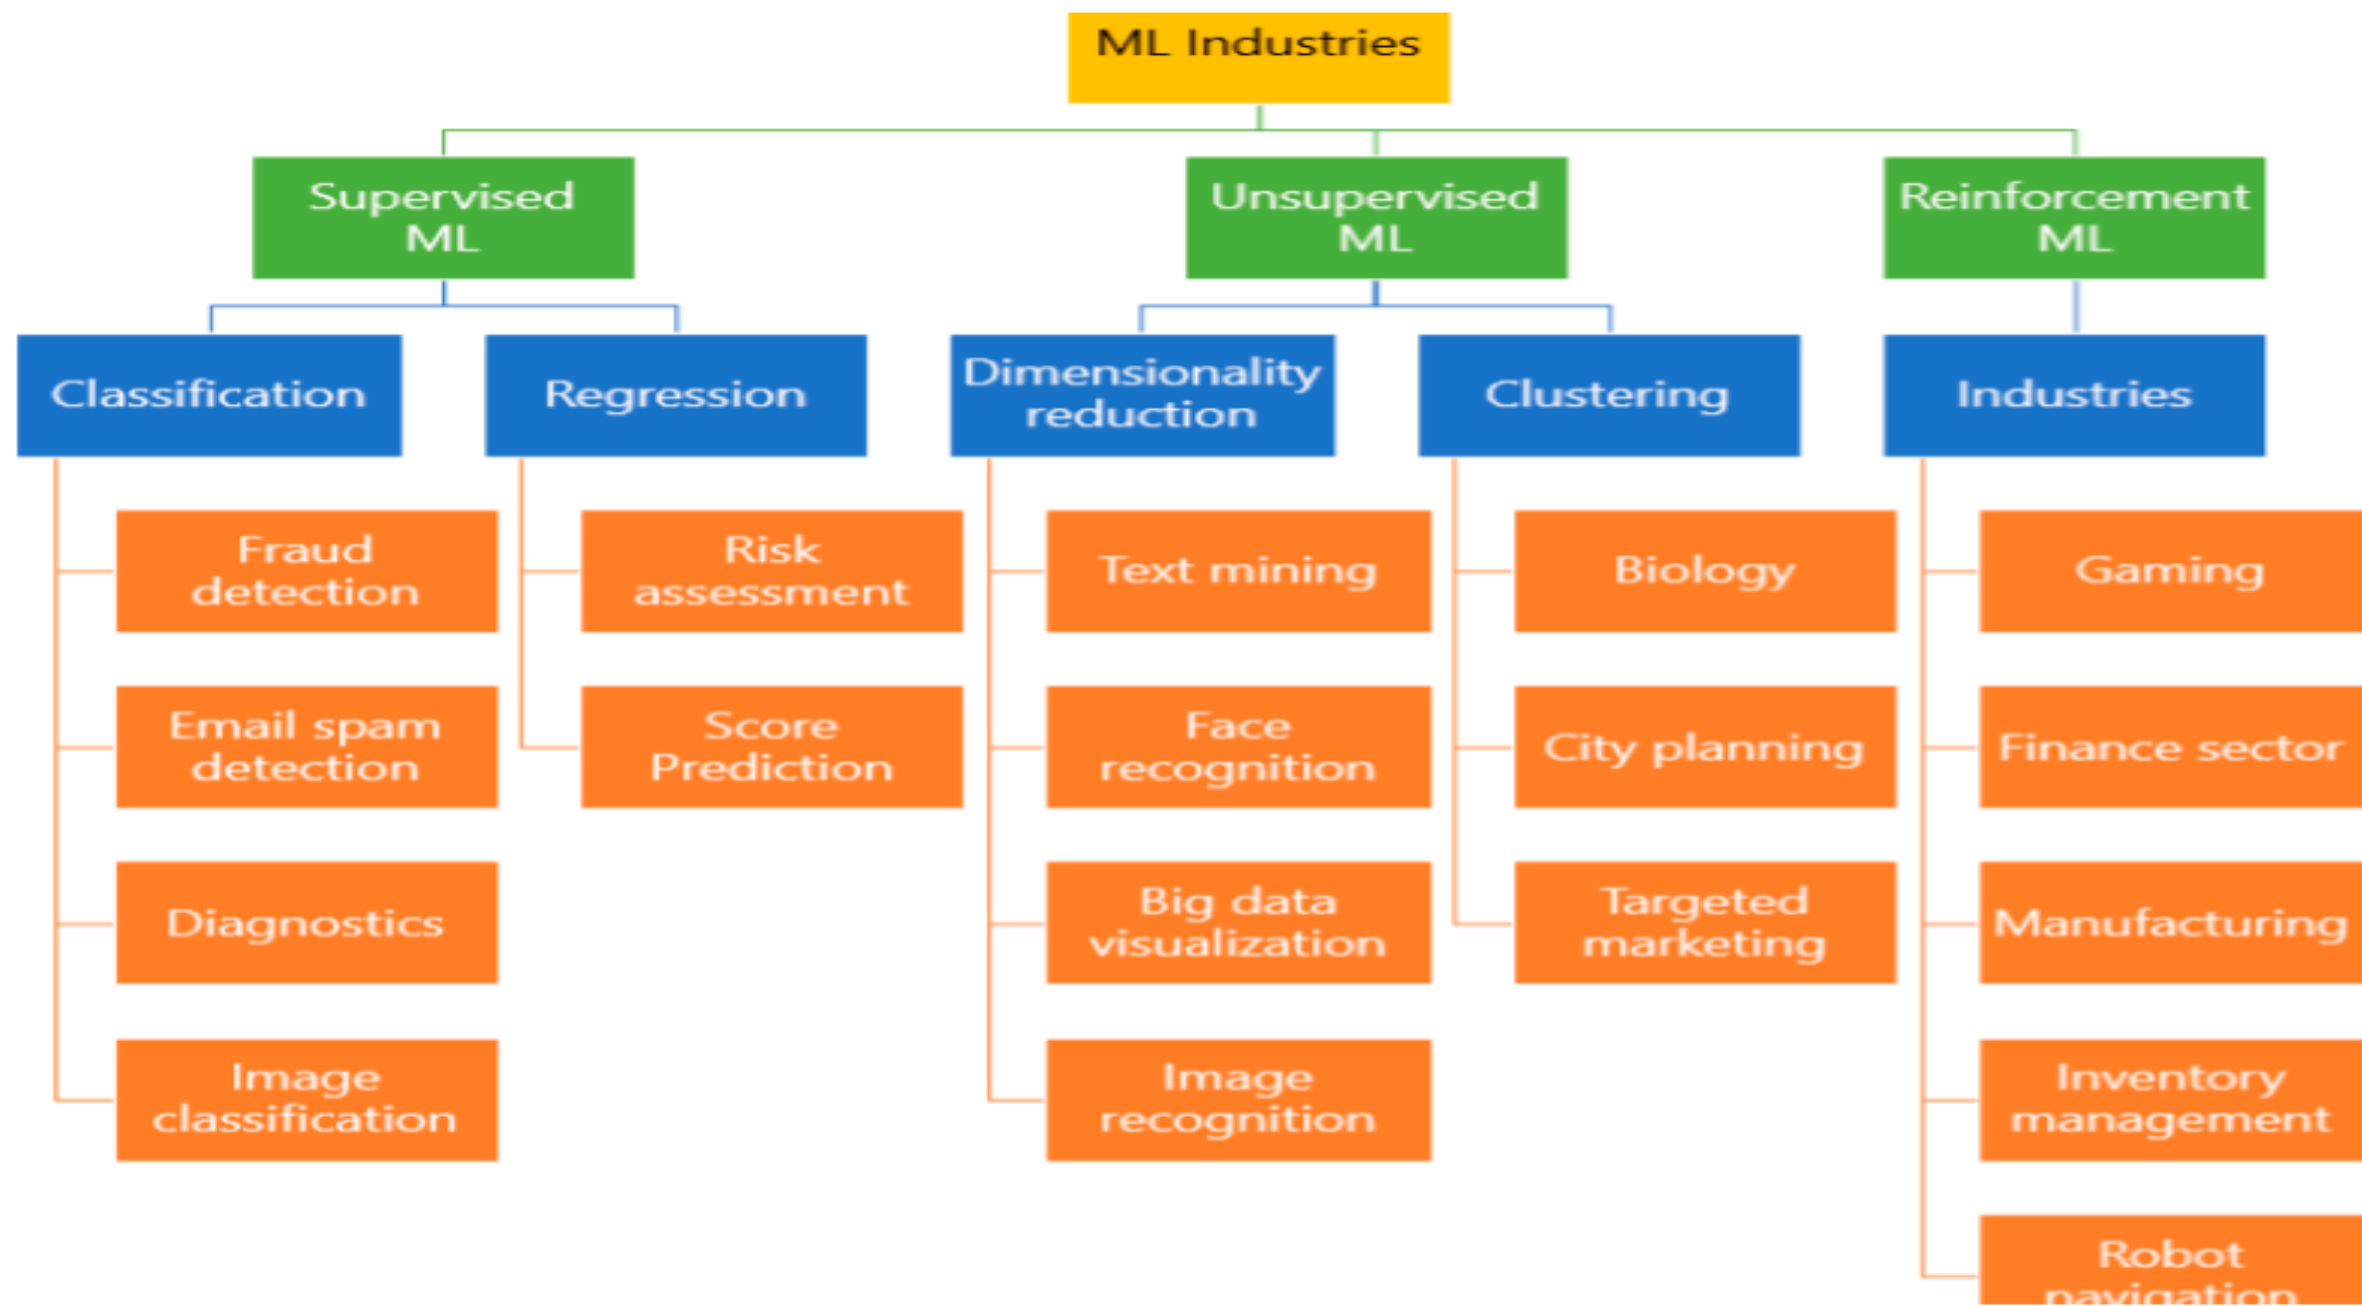 ML Industries
Supervised
ML
Unsupervised
ML
Reinforcement
ML
Classification
Regression
Dimensionality
reduction
Clustering
Industries
Fraud
detection
Email spam
detection
Diagnostics
Image
classification
Risk
assessment
Score
Prediction
Text mining
Face
recognition
Big data
visualization
Image
recognition
Biology
City planning
Targeted
marketing
Gaming
Finance sector
Manufacturing
Inventory
management
Robot
navigation